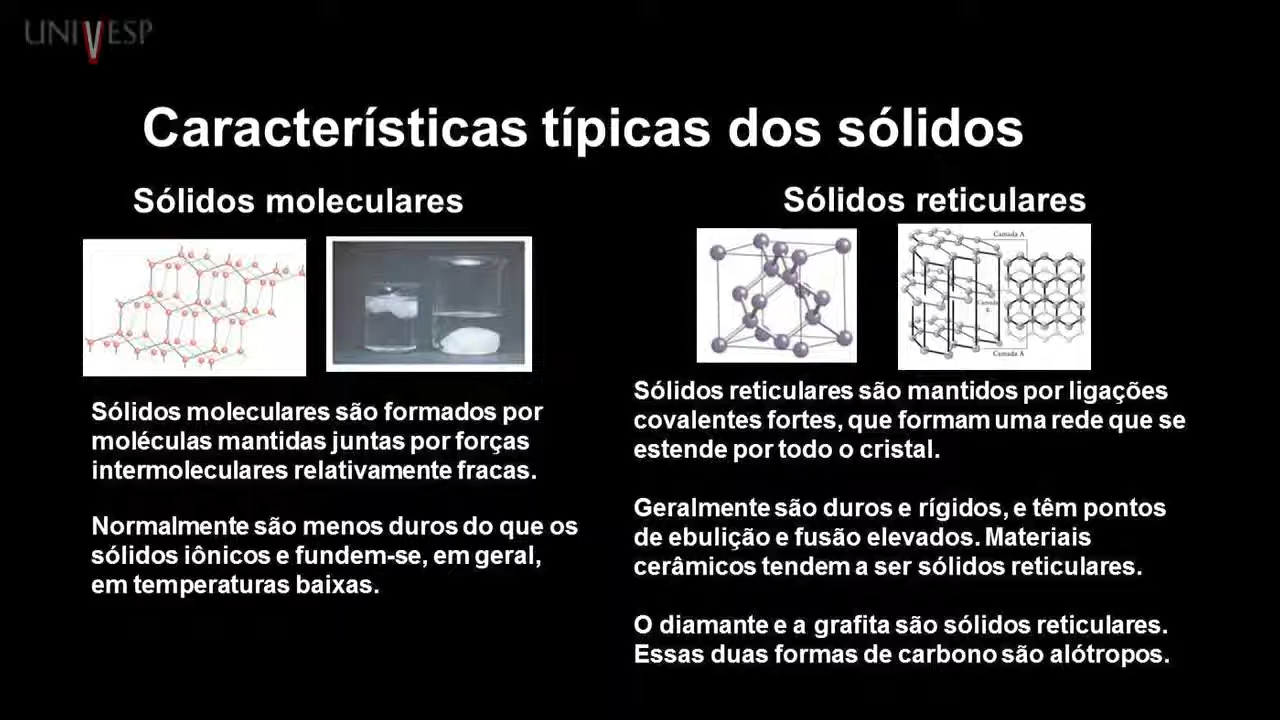 UNIVESP
Características típicas dos sólidos
Sólidos moleculares
Sólidos moleculares são formados por
moléculas mantidas juntas por forças
intermoleculares relativamente fracas.
Normalmente são menos duros do que os
sólidos iônicos e fundem-se, em geral,
em temperaturas baixas.
Sólidos reticulares
Camada A
Camada
Camada A
Sólidos reticulares são mantidos por ligações
covalentes fortes, que formam uma rede que se
estende por todo o cristal.
Geralmente são duros e rígidos, e têm pontos
de ebulição e fusão elevados. Materiais
cerâmicos tendem a ser sólidos reticulares.
O diamante e a grafita são sólidos reticulares.
Essas duas formas de carbono são alótropos.